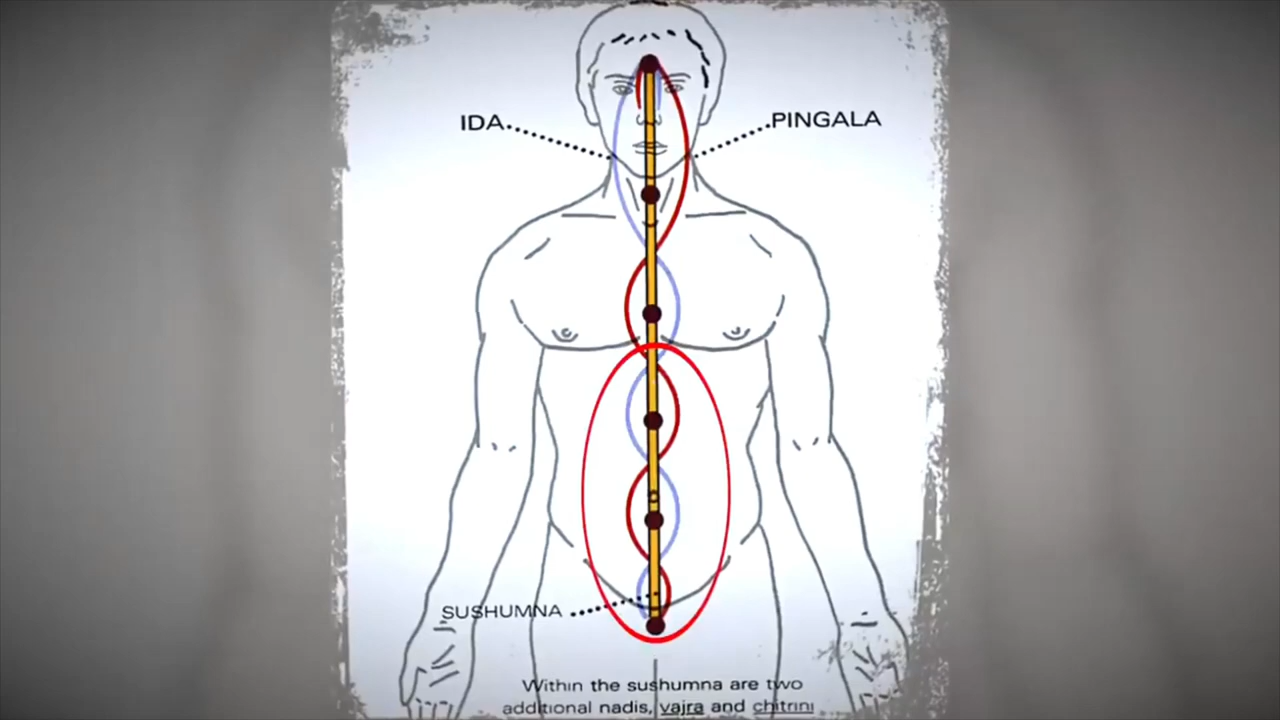 IDA
PINGALA
SUSHUMNA
Within the sushumna are two
additional nadis, vajra and chitrini